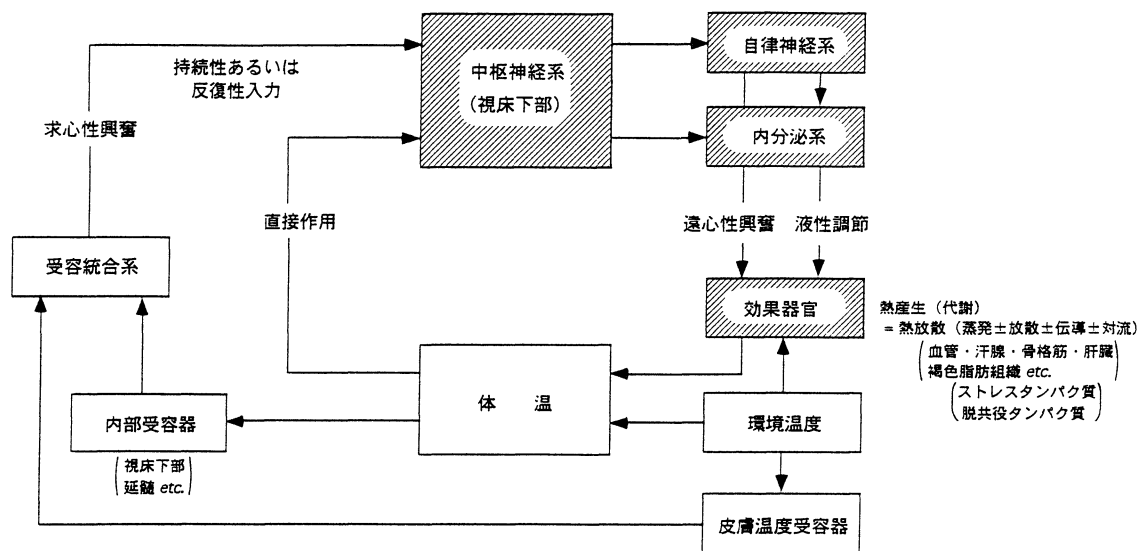 自律神経系
中枢神経系
(視床下部)
持続性あるいは
反復性入力
求心性興奮
内分泌系
直接作用
遠心性興奮
液性調節
受容統合系
効果器官
熱産生(代謝)
=熱放散(蒸発±放散±伝導±対流)
(血管・汗腺・骨格筋・肝臓
褐色脂肪組織 etc.)
(ストレスタンパク質
脱共役タンパク質)
体 温
環境温度
内部受容器
(視床下部
延髄 etc.)
皮膚温度受容器